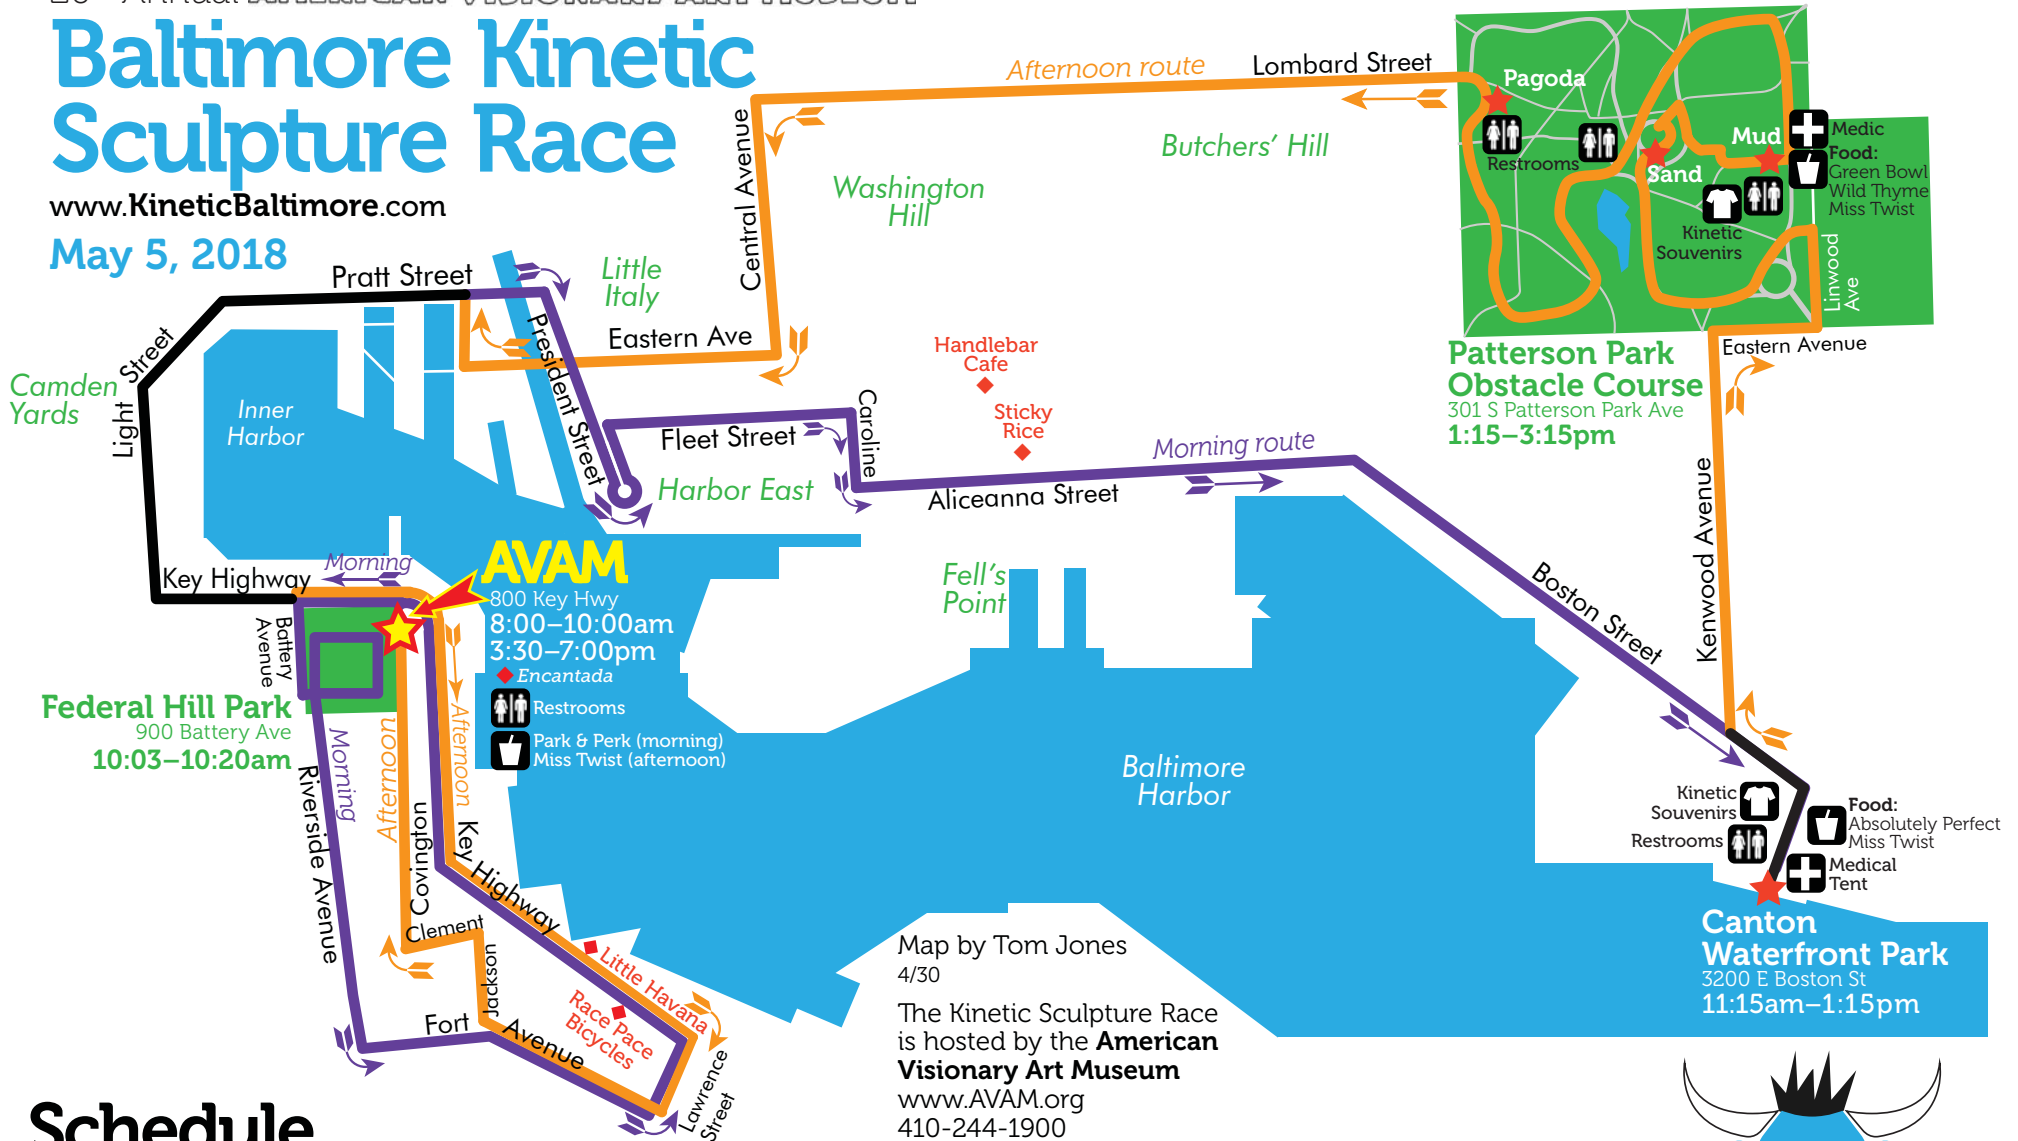 Annual AMERICAN VISIONARY ART MUSEUM
Baltimore Kinetic
Sculpture Race
www.KineticBaltimore.com
May 5, 2018
Afternoon route
Lombard Street
Central Avenue
Washington
Hill
Butchers' Hill
Pagoda
Restrooms
Mud
Sand
Kinetic
Souvenirs
Medic
Food:
Green Bowl
Wild Thyme
Miss Twist
Linwood
Ave
Pratt Street
Little
Italy
President Street
Eastern Ave
Camden
Yards
Light Street
Inner
Harbor
Handlebar
Cafe
Sticky
Rice
Caroline
Fleet Street
Harbor East
Morning route
Aliceanna Street
Patterson Park
Obstacle Course
301 S Patterson Park Ave
1:15–3:15pm
Eastern Avenue
Kenwood Avenue
Boston Street
Key Highway
Morning
AVAM
800 Key Hwy
8:00–10:00am
3:30–7:00pm
Encantada
Restrooms
Park & Perk (morning)
Miss Twist (afternoon)
Fell's
Point
Battery
Avenue
Federal Hill Park
900 Battery Ave
10:03–10:20am
Morning
Riverside Avenue
Afternoon
Covington
Afternoon
Key Highway
Clement
Jackson
Fort Avenue
Little Havana
Race Pace
Bicycles
Lawrence
Street
Baltimore
Harbor
Kinetic
Souvenirs
Restrooms
Food:
Absolutely Perfect
Miss Twist
Medical
Tent
Canton
Waterfront Park
3200 E Boston St
11:15am–1:15pm
Map by Tom Jones
4/30
The Kinetic Sculpture Race
is hosted by the American
Visionary Art Museum
www.AVAM.org
410-244-1900
Schedule